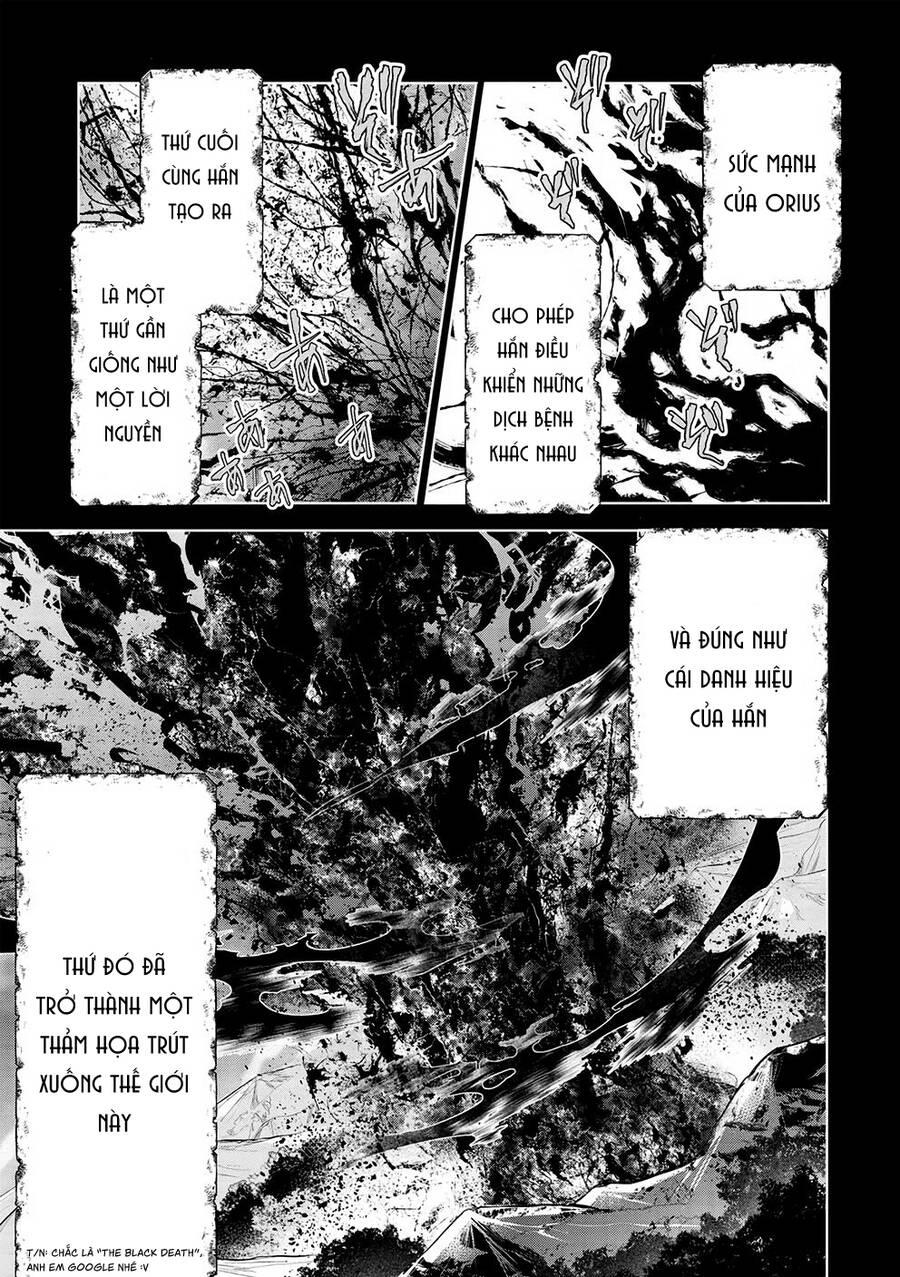 SỨC MẠNH
CỦA ORIUS
CHO PHÉP
HẮN ĐIỀU
KHIỂN NHỮNG
DỊCH BỆNH
KHÁC NHAU
THỨ CUỐI
CÙNG HẮN
TẠO RA
LÀ MỘT
THỨ GẦN
GIỐNG NHƯ
MỘT LỜI
NGUYỀN
VÀ ĐÚNG NHƯ
CÁI DANH HIỆU
CỦA HẮN
THỨ ĐÓ ĐÃ
TRỞ THÀNH MỘT
THẢM HỌA TRÚT
XUỐNG THẾ GIỚI
NÀY
T/N: CHẮC LÀ "THE BLACK DEATH",
ANH EM GOOGLE NHÉ :V